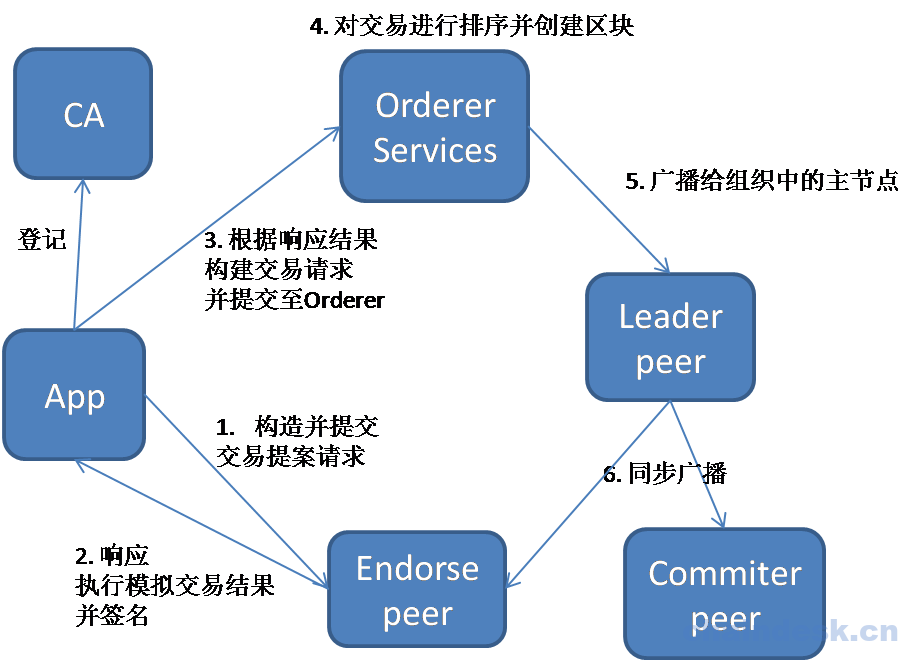 4. 对交易进行排序并创建区块
CA
Orderer
Services
5. 广播给组织中的主节点
登记
3. 根据响应结果
构建交易请求
并提交至Orderer
Leader
peer
App
1. 构造并提交
交易提案请求
6. 同步广播
2. 响应
执行模拟交易结果
并签名
Endorse
peer
Commiter
peer